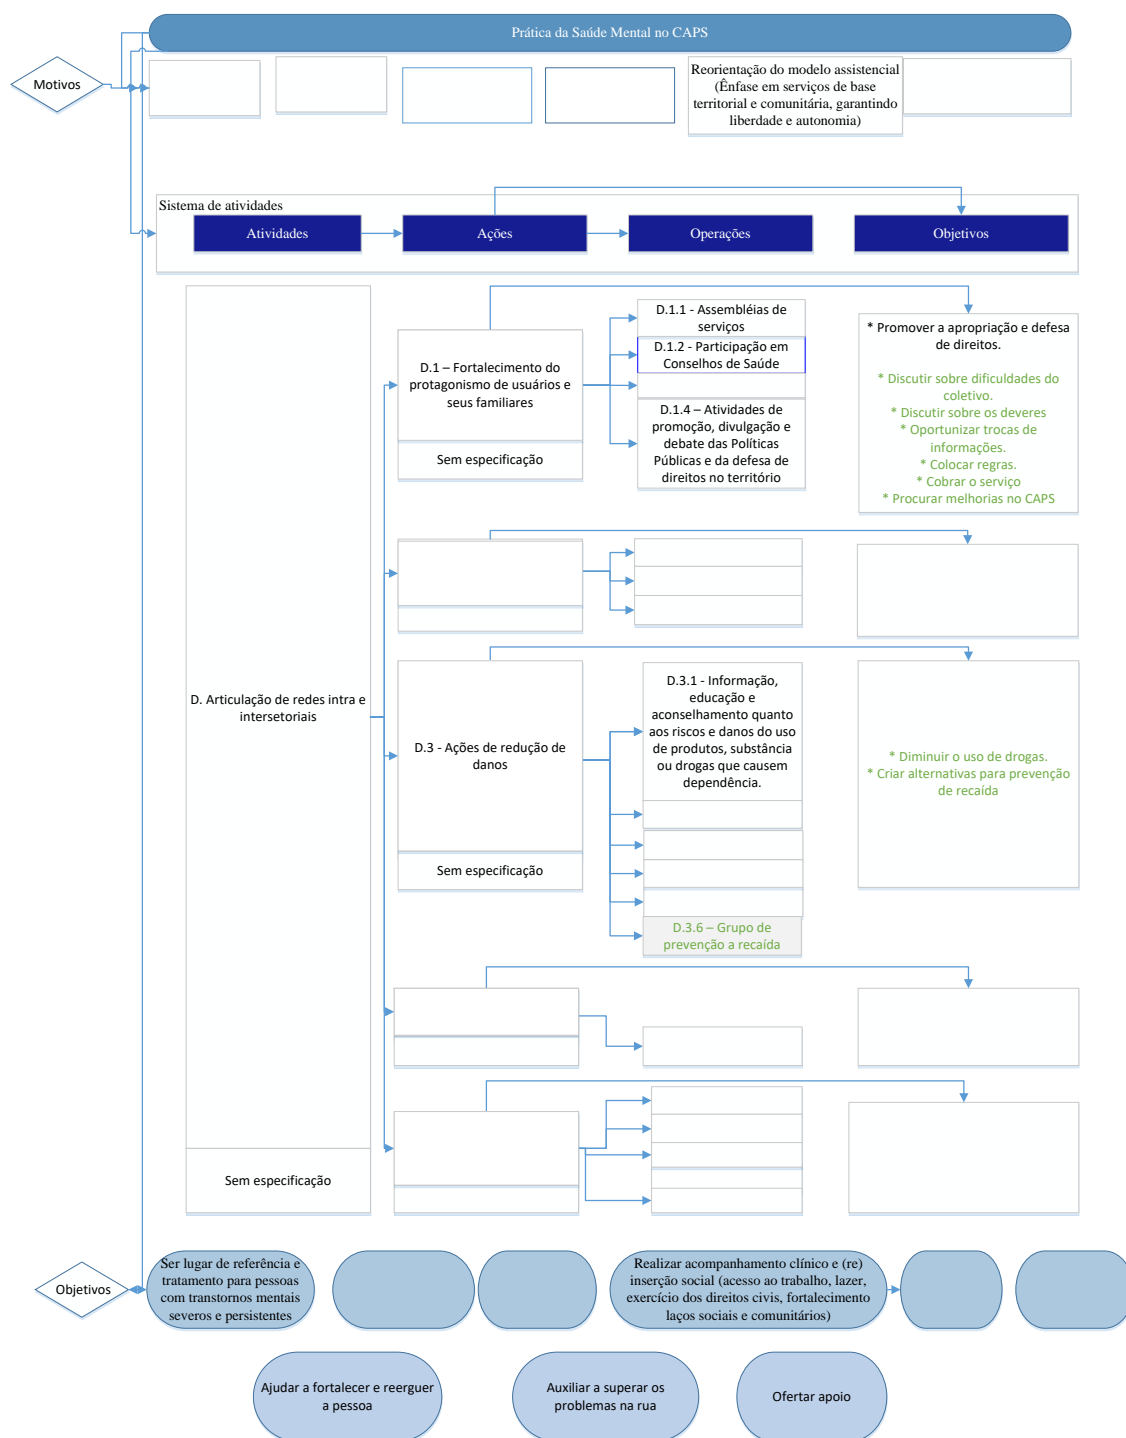 Prática da Saúde Mental no CAPS
Motivos
Reorientação do modelo assistencial
(Ênfase em serviços de base
territorial e comunitária, garantindo
liberdade e autonomia)
Sistema de atividades
Atividades
Ações
Operações
Objetivos
D. Articulação de redes intra e
intersetoriais
Sem especificação
D.1 – Fortalecimento do
protagonismo de usuários e
seus familiares
Sem especificação
D.1.1 - Assembléias de
serviços
D.1.2 - Participação em
Conselhos de Saúde
D.1.4 – Atividades de
promoção, divulgação e
debate das Políticas
Públicas e da defesa de
direitos no território
* Promover a apropriação e defesa
de direitos.
* Discutir sobre dificuldades do
coletivo.
* Discutir sobre os deveres
* Oportunizar trocas de
informações.
* Colocar regras.
* Cobrar o serviço
* Procurar melhorias no CAPS
D.3 - Ações de redução de
danos
Sem especificação
D.3.1 - Informação,
educação e
aconselhamento quanto
aos riscos e danos do uso
de produtos, substância
ou drogas que causem
dependência.
D.3.6 – Grupo de
prevenção a recaída
* Diminuir o uso de drogas.
* Criar alternativas para prevenção
de recaída
Objetivos
Ser lugar de referência e
tratamento para pessoas
com transtornos mentais
severos e persistentes
Realizar acompanhamento clínico e (re)
inserção social (acesso ao trabalho, lazer,
exercício dos direitos civis, fortalecimento
laços sociais e comunitários)
Ajudar a fortalecer e reerguer
a pessoa
Auxiliar a superar os
problemas na rua
Ofertar apoio